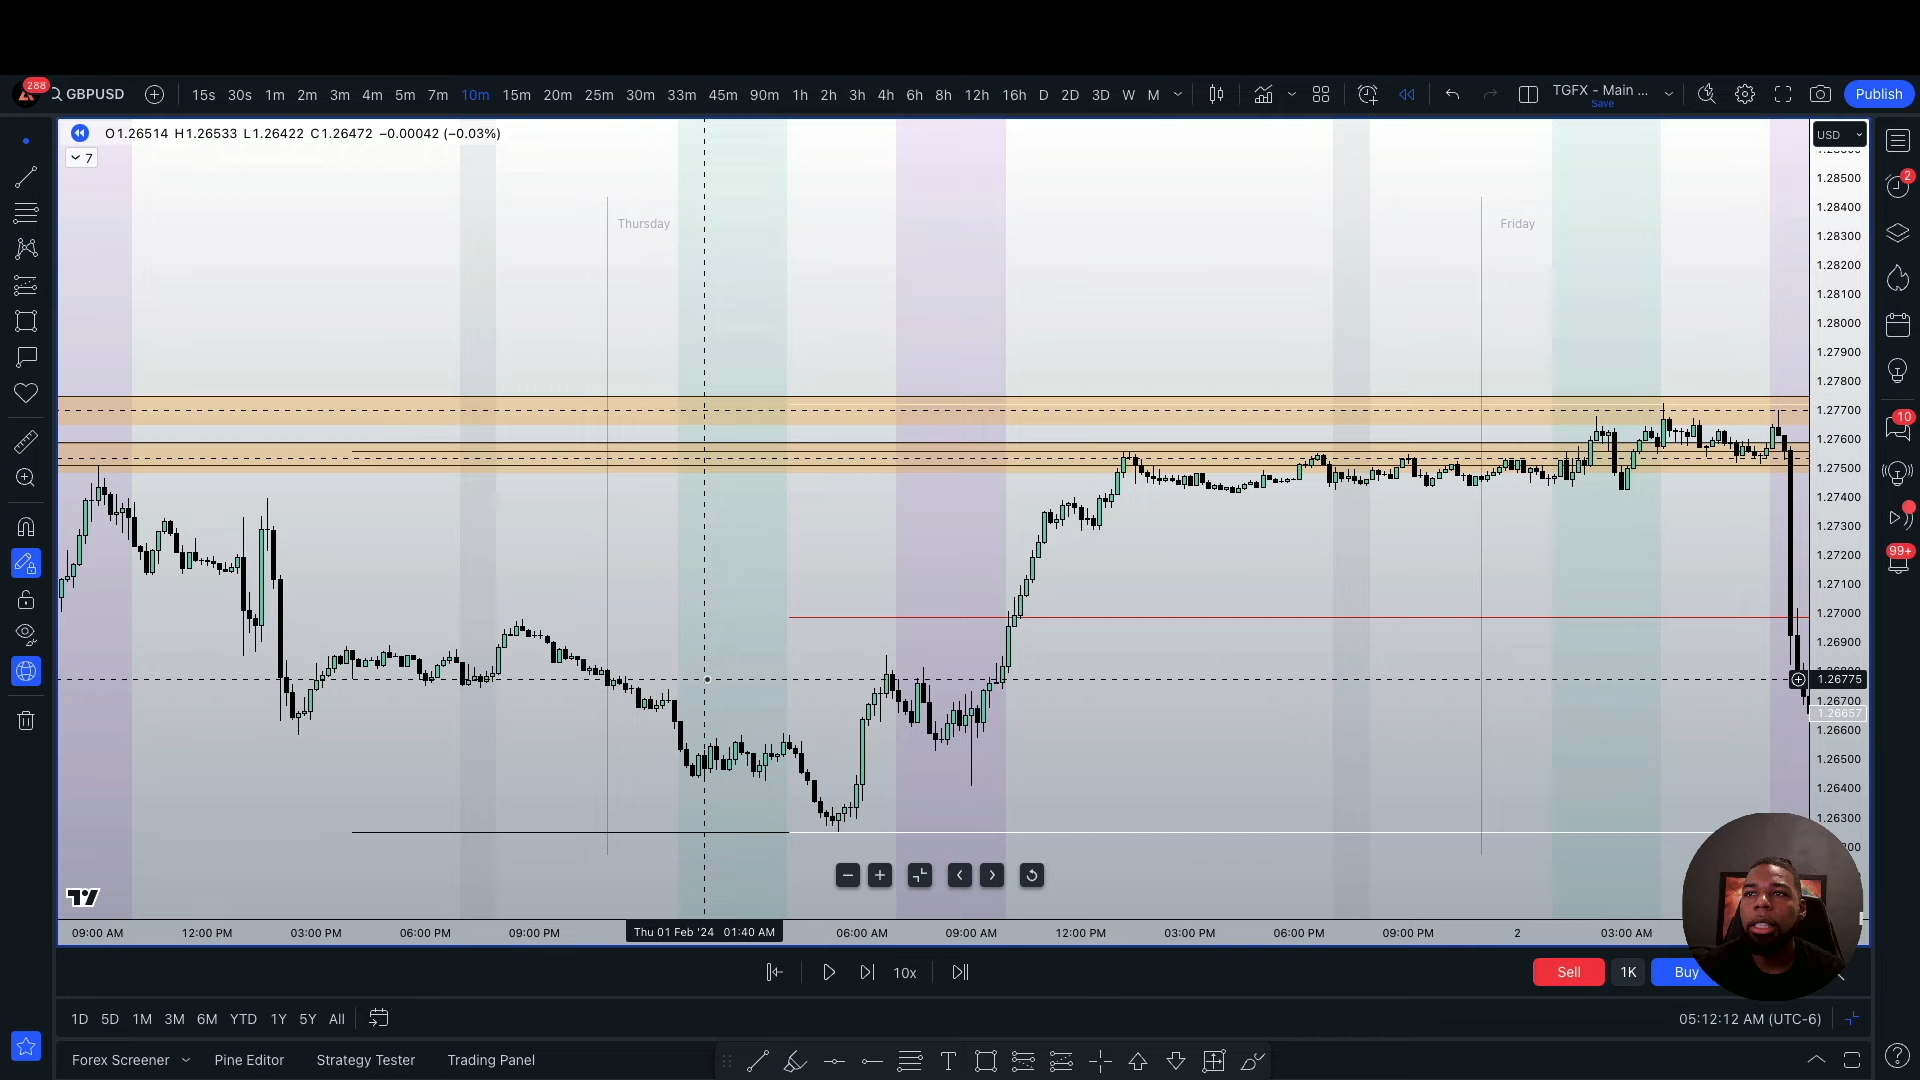 288
GBPUSD
15s 30s 1m 2m 3m 4m 5m 7m 10m 15m 20m 25m 30m 33m 45m 90m 1h 2h 3h 4h 6h 8h 12h 16h D 2D 3D W M
TGFX - Main ...
Save
Publish
O1.26514 H1.26533 L1.26422 C1.26472 −0.00042 (−0.03%)
7
USD
1.28500
1.28400
1.28300
1.28200
1.28100
1.28000
1.27900
1.27800
1.27700
1.27600
1.27500
1.27400
1.27300
1.27200
1.27100
1.27000
1.26900
1.26775
1.26700
1.26657
1.26600
1.26500
1.26400
1.26300
Thursday
Friday
2
10
99+
09:00 AM 12:00 PM 03:00 PM 06:00 PM 09:00 PM Thu 01 Feb '24 01:40 AM 06:00 AM 09:00 AM 12:00 PM 03:00 PM 06:00 PM 09:00 PM 2 03:00 AM
10x
Sell 1K Buy
1D 5D 1M 3M 6M YTD 1Y 5Y All
05:12:12 AM (UTC-6)
Forex Screener Pine Editor Strategy Tester Trading Panel